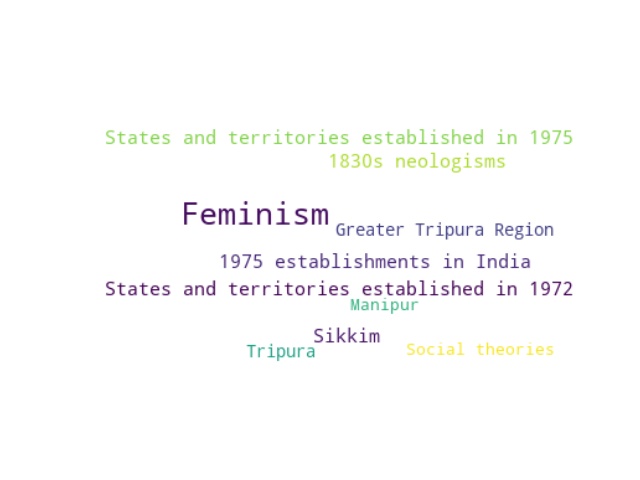 States and territories established in 1975
1830s neologisms
Feminism
Greater Tripura Region
1975 establishments in India
States and territories established in 1972
Manipur
Sikkim
Tripura
Social theories